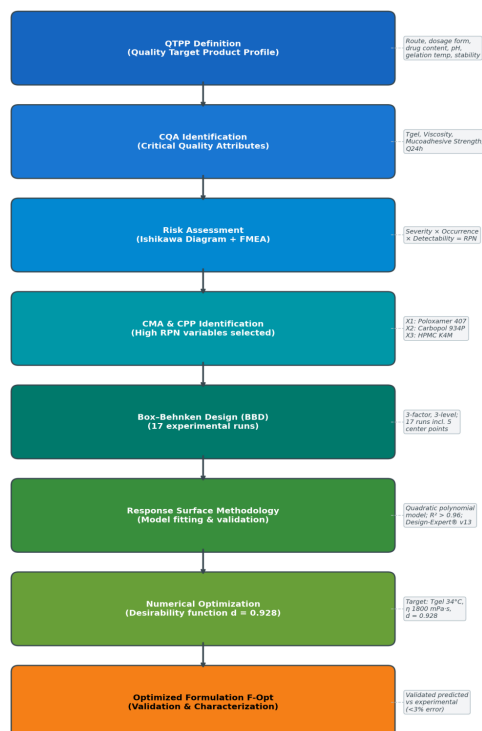 QTPP Definition
(Quality Target Product Profile)
Route, dosage form,
drug content, pH,
gelation temp, stability
CQA Identification
(Critical Quality Attributes)
Tgel, Viscosity,
Mucoadhesive Strength,
Q24h
Risk Assessment
(Ishikawa Diagram + FMEA)
Severity × Occurrence
× Detectability = RPN
CMA & CPP Identification
(High RPN variables selected)
X1: Poloxamer 407
X2: Carbopol 934P
X3: HPMC K4M
Box–Behnken Design (BBD)
(17 experimental runs)
3-factor, 3-level;
17 runs incl. 5
center points
Response Surface Methodology
(Model fitting & validation)
Quadratic polynomial
model; R² > 0.96;
Design-Expert® v13
Numerical Optimization
(Desirability function d = 0.928)
Target: Tgel 34°C,
η 1800 mPa·s,
d = 0.928
Optimized Formulation F-Opt
(Validation & Characterization)
Validated predicted
vs experimental
(<3% error)